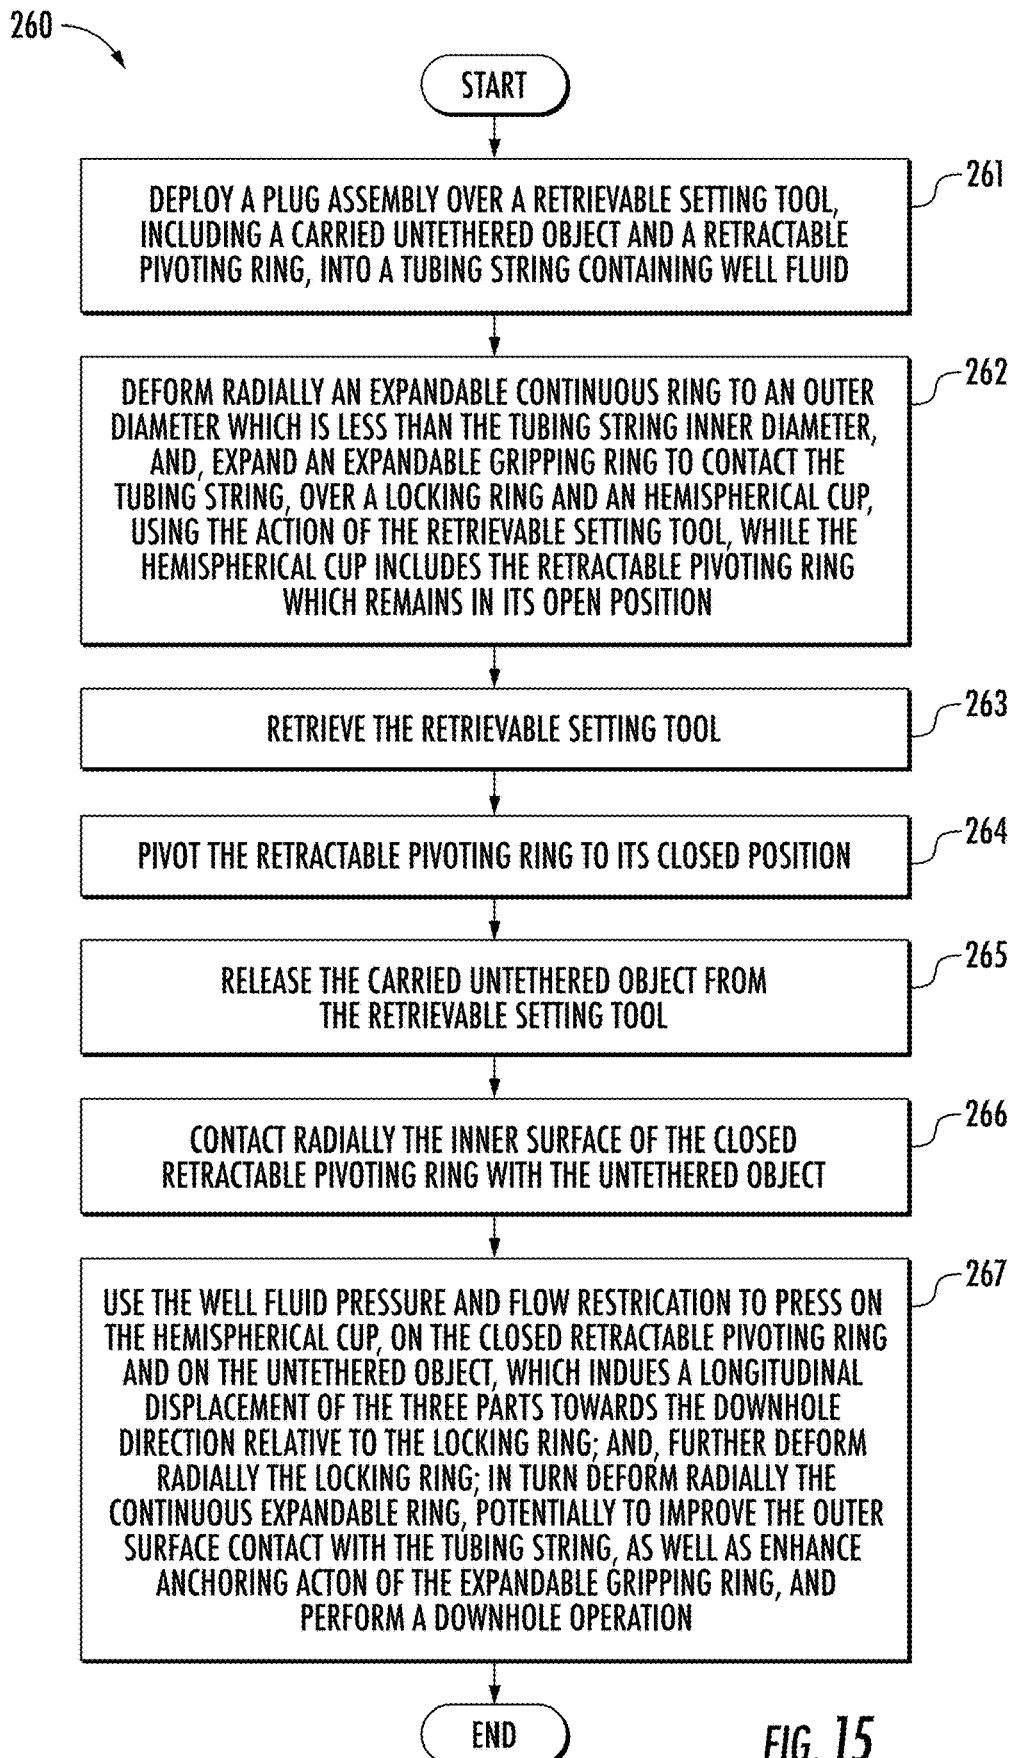 260
START
261
DEPLOY A PLUG ASSEMBLY OVER A RETRIEVABLE SETTING TOOL,
INCLUDING A CARRIED UNTETHERED OBJECT AND A RETRACTABLE
PIVOTING RING, INTO A TUBING STRING CONTAINING WELL FLUID
262
DEFORM RADIALLY AN EXPANDABLE CONTINUOUS RING TO AN OUTER
DIAMETER WHICH IS LESS THAN THE TUBING STRING INNER DIAMETER,
AND, EXPAND AN EXPANDABLE GRIPPING RING TO CONTACT THE
TUBING STRING, OVER A LOCKING RING AND AN HEMISPHERICAL CUP,
USING THE ACTION OF THE RETRIEVABLE SETTING TOOL, WHILE THE
HEMISPHERICAL CUP INCLUDES THE RETRACTABLE PIVOTING RING
WHICH REMAINS IN ITS OPEN POSITION
263
RETRIEVE THE RETRIEVABLE SETTING TOOL
264
PIVOT THE RETRACTABLE PIVOTING RING TO ITS CLOSED POSITION
265
RELEASE THE CARRIED UNTETHERED OBJECT FROM
THE RETRIEVABLE SETTING TOOL
266
CONTACT RADIALLY THE INNER SURFACE OF THE CLOSED
RETRACTABLE PIVOTING RING WITH THE UNTETHERED OBJECT
267
USE THE WELL FLUID PRESSURE AND FLOW RESTRICATION TO PRESS ON
THE HEMISPHERICAL CUP, ON THE CLOSED RETRACTABLE PIVOTING RING
AND ON THE UNTETHERED OBJECT, WHICH INDUES A LONGITUDINAL
DISPLACEMENT OF THE THREE PARTS TOWARDS THE DOWNHOLE
DIRECTION RELATIVE TO THE LOCKING RING; AND, FURTHER DEFORM
RADIALLY THE LOCKING RING; IN TURN DEFORM RADIALLY THE
CONTINUOUS EXPANDABLE RING, POTENTIALLY TO IMPROVE THE OUTER
SURFACE CONTACT WITH THE TUBING STRING, AS WELL AS ENHANCE
ANCHORING ACTON OF THE EXPANDABLE GRIPPING RING, AND
PERFORM A DOWNHOLE OPERATION
END
FIG. 15